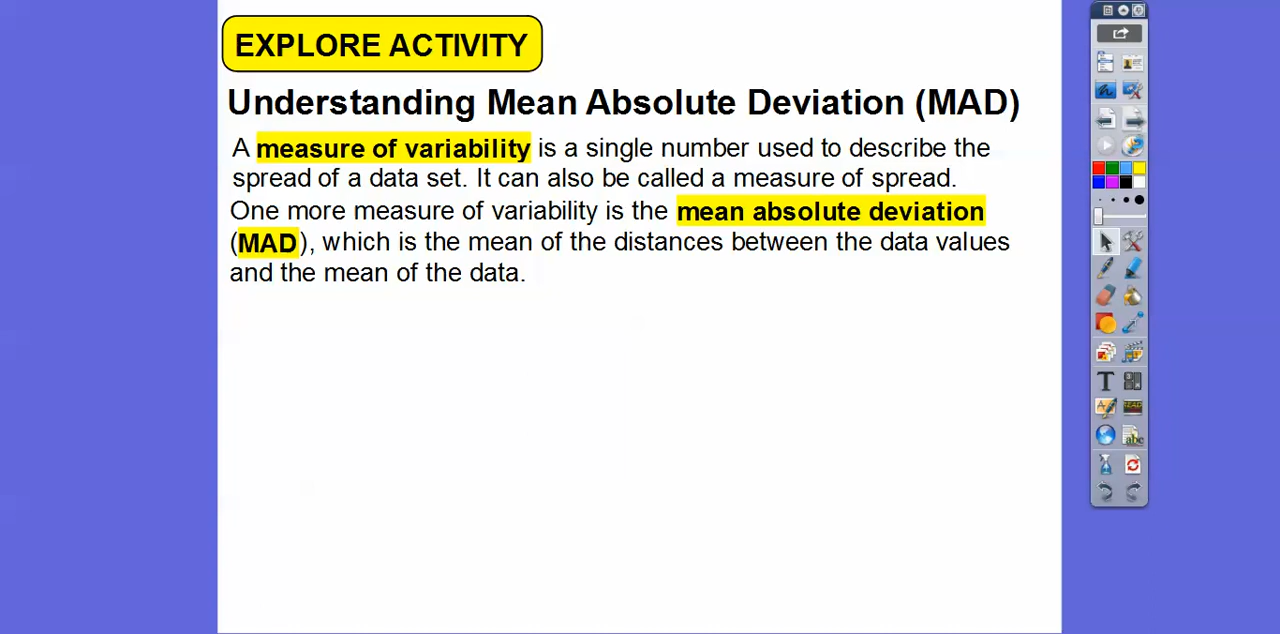 EXPLORE ACTIVITY
Understanding Mean Absolute Deviation (MAD)
A measure of variability is a single number used to describe the
spread of a data set. It can also be called a measure of spread.
One more measure of variability is the mean absolute deviation
(MAD), which is the mean of the distances between the data values
and the mean of the data.